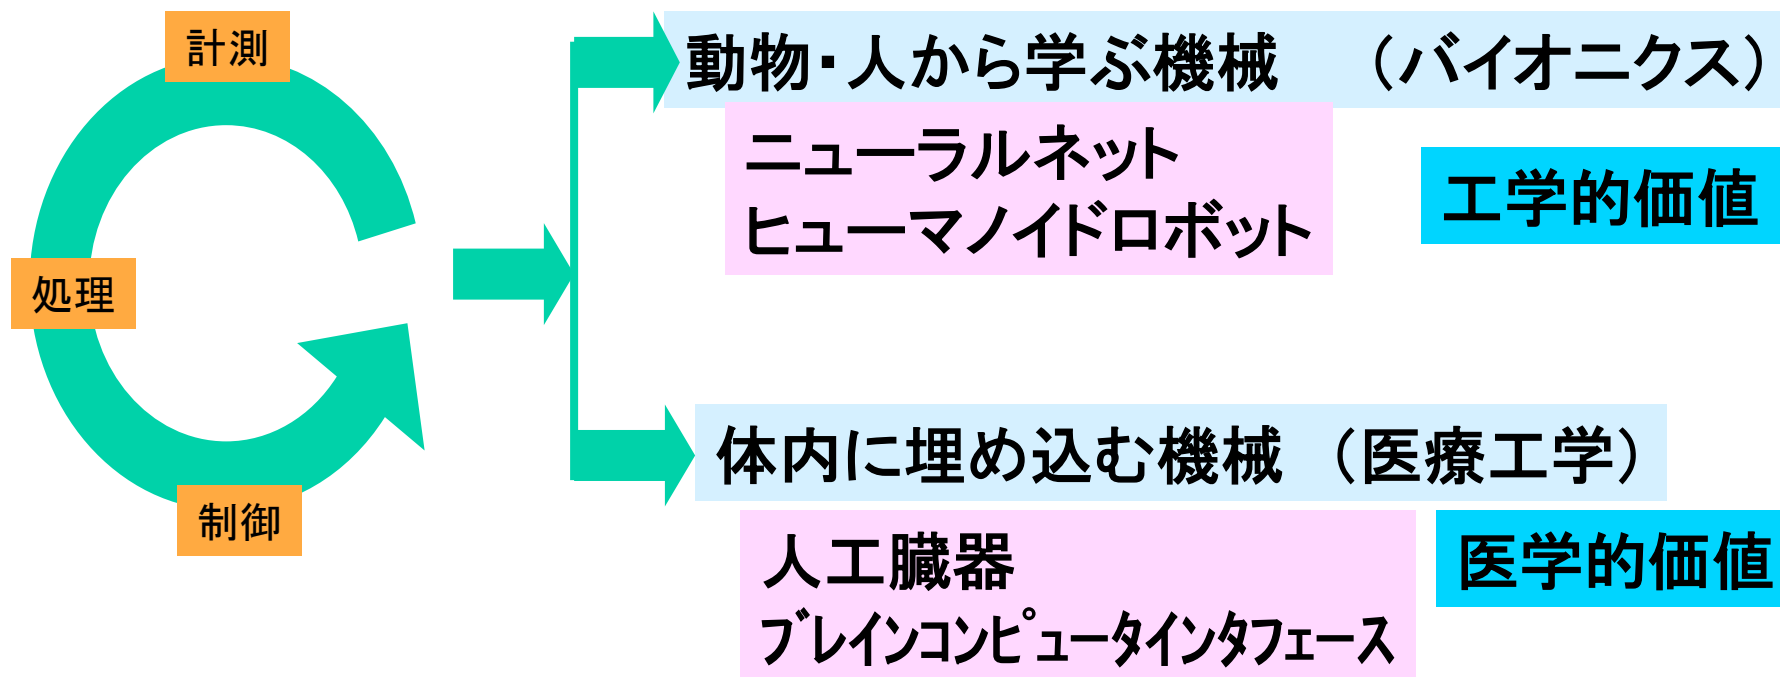 計測
処理
制御
動物・人から学ぶ機械　（バイオニクス）
ニューラルネット
ヒューマノイドロボット
工学的価値
体内に埋め込む機械　（医療工学）
人工臓器
ブレインコンピュータインタフェース
医学的価値